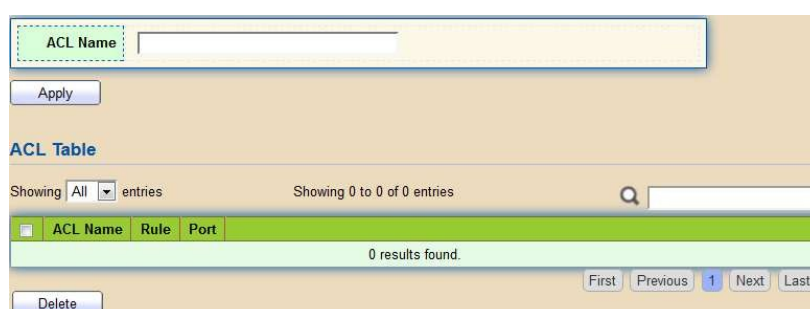 ACL Name
Apply
ACL Table
Showing All entries Showing 0 to 0 of 0 entries
ACL Name Rule Port
0 results found.
First Previous 1 Next Last
Delete